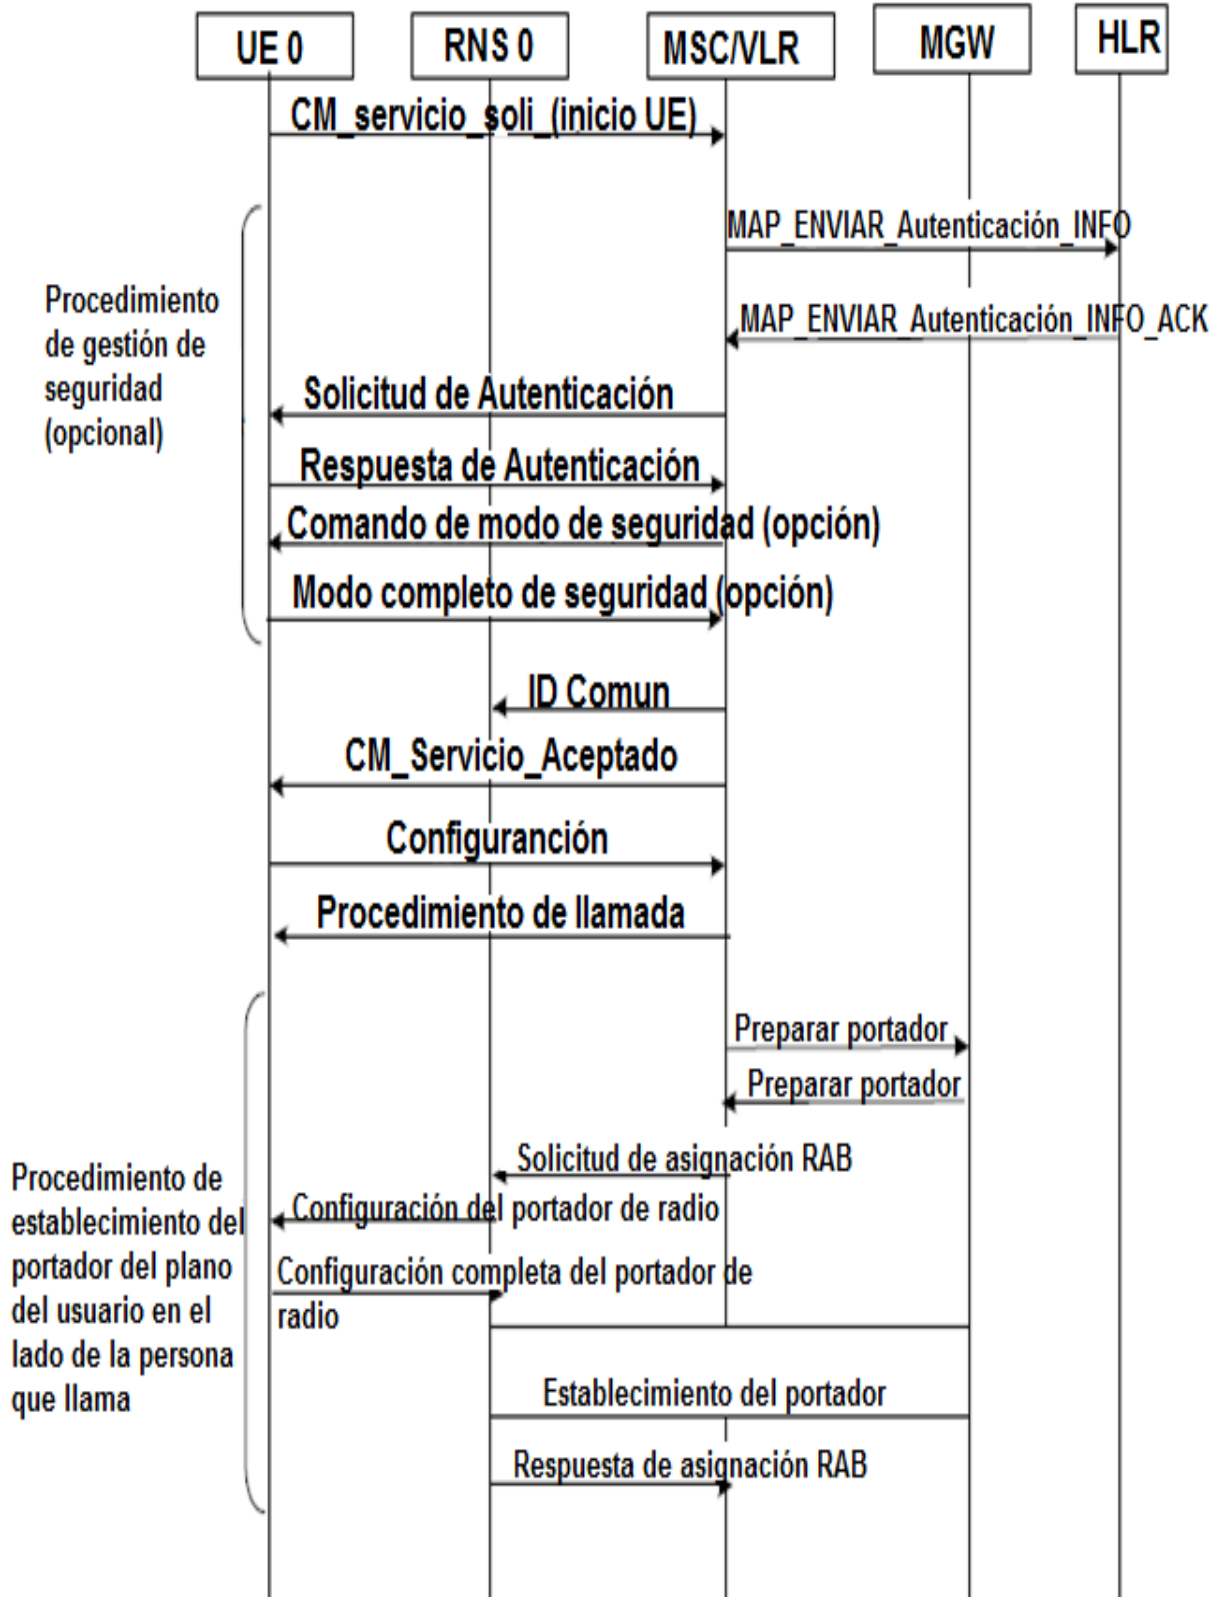 UE 0
RNS 0
MSC/VLR
MGW
HLR
CM_servicio_soli_(inicio UE)
MAP_ENVIAR_Autenticación_INFO
MAP_ENVIAR_Autenticación_INFO_ACK
Procedimiento
de gestión de
seguridad
(opcional)
Solicitud de Autenticación
Respuesta de Autenticación
Comando de modo de seguridad (opción)
Modo completo de seguridad (opción)
ID Comun
CM_Servicio_Aceptado
Configuranción
Procedimiento de llamada
Preparar portador
Preparar portador
Solicitud de asignación RAB
Procedimiento de
establecimiento del
portador del plano
del usuario en el
lado de la persona
que llama
Configuración del portador de radio
Configuración completa del portador de
radio
Establecimiento del portador
Respuesta de asignación RAB